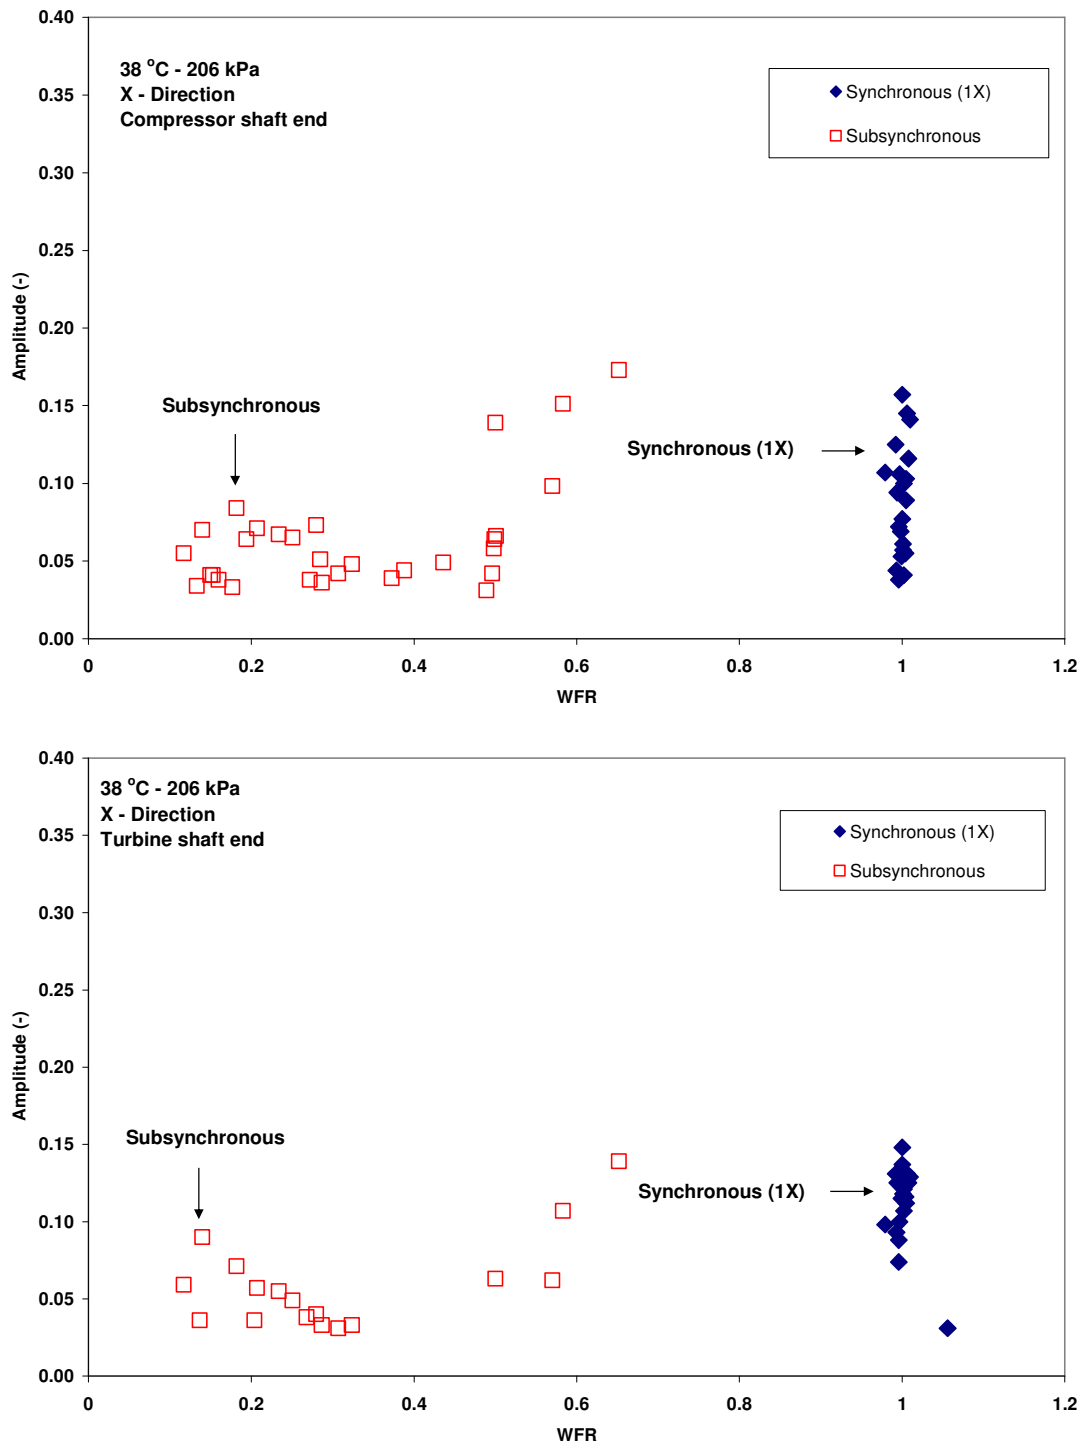 0.40
0.35
0.30
0.25
0.20
0.15
0.10
0.05
0.00
Amplitude (-)
38 °C - 206 kPa
X - Direction
Compressor shaft end
Synchronous (1X)
Subsynchronous
Subsynchronous
Synchronous (1X)
0 0.2 0.4 0.6 0.8 1 1.2
WFR
0.40
0.35
0.30
0.25
0.20
0.15
0.10
0.05
0.00
Amplitude (-)
38 °C - 206 kPa
X - Direction
Turbine shaft end
Synchronous (1X)
Subsynchronous
Subsynchronous
Synchronous (1X)
0 0.2 0.4 0.6 0.8 1 1.2
WFR